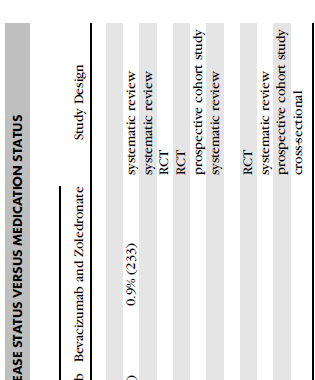 EASE STATUS VERSUS MEDICATION STATUS
b Bevacizumab and Zoledronate Study Design
) 0.9% (233) systematic review
systematic review
RCT
RCT
prospective cohort study
systematic review
RCT
systematic review
prospective cohort study
cross-sectional